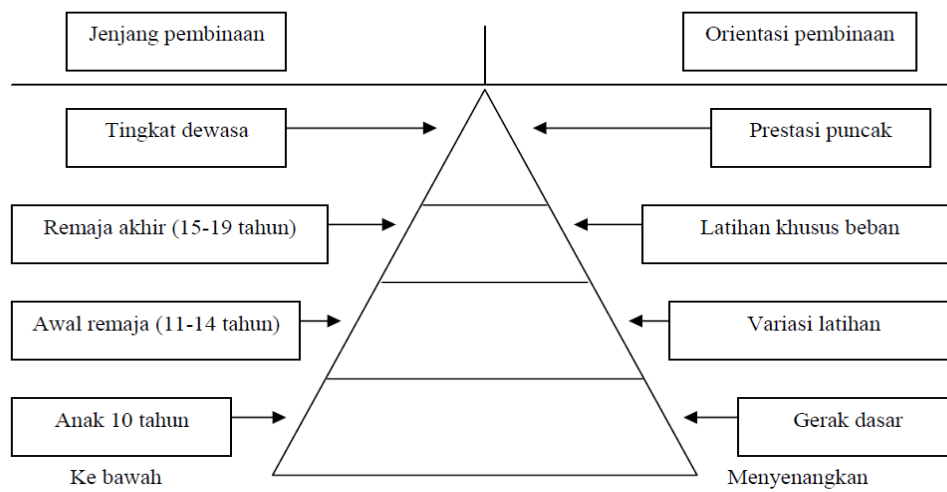 Jenjang pembinaan
Orientasi pembinaan
Tingkat dewasa
Prestasi puncak
Remaja akhir (15-19 tahun)
Latihan khusus beban
Awal remaja (11-14 tahun)
Variasi latihan
Anak 10 tahun
Gerak dasar
Ke bawah
Menyenangkan